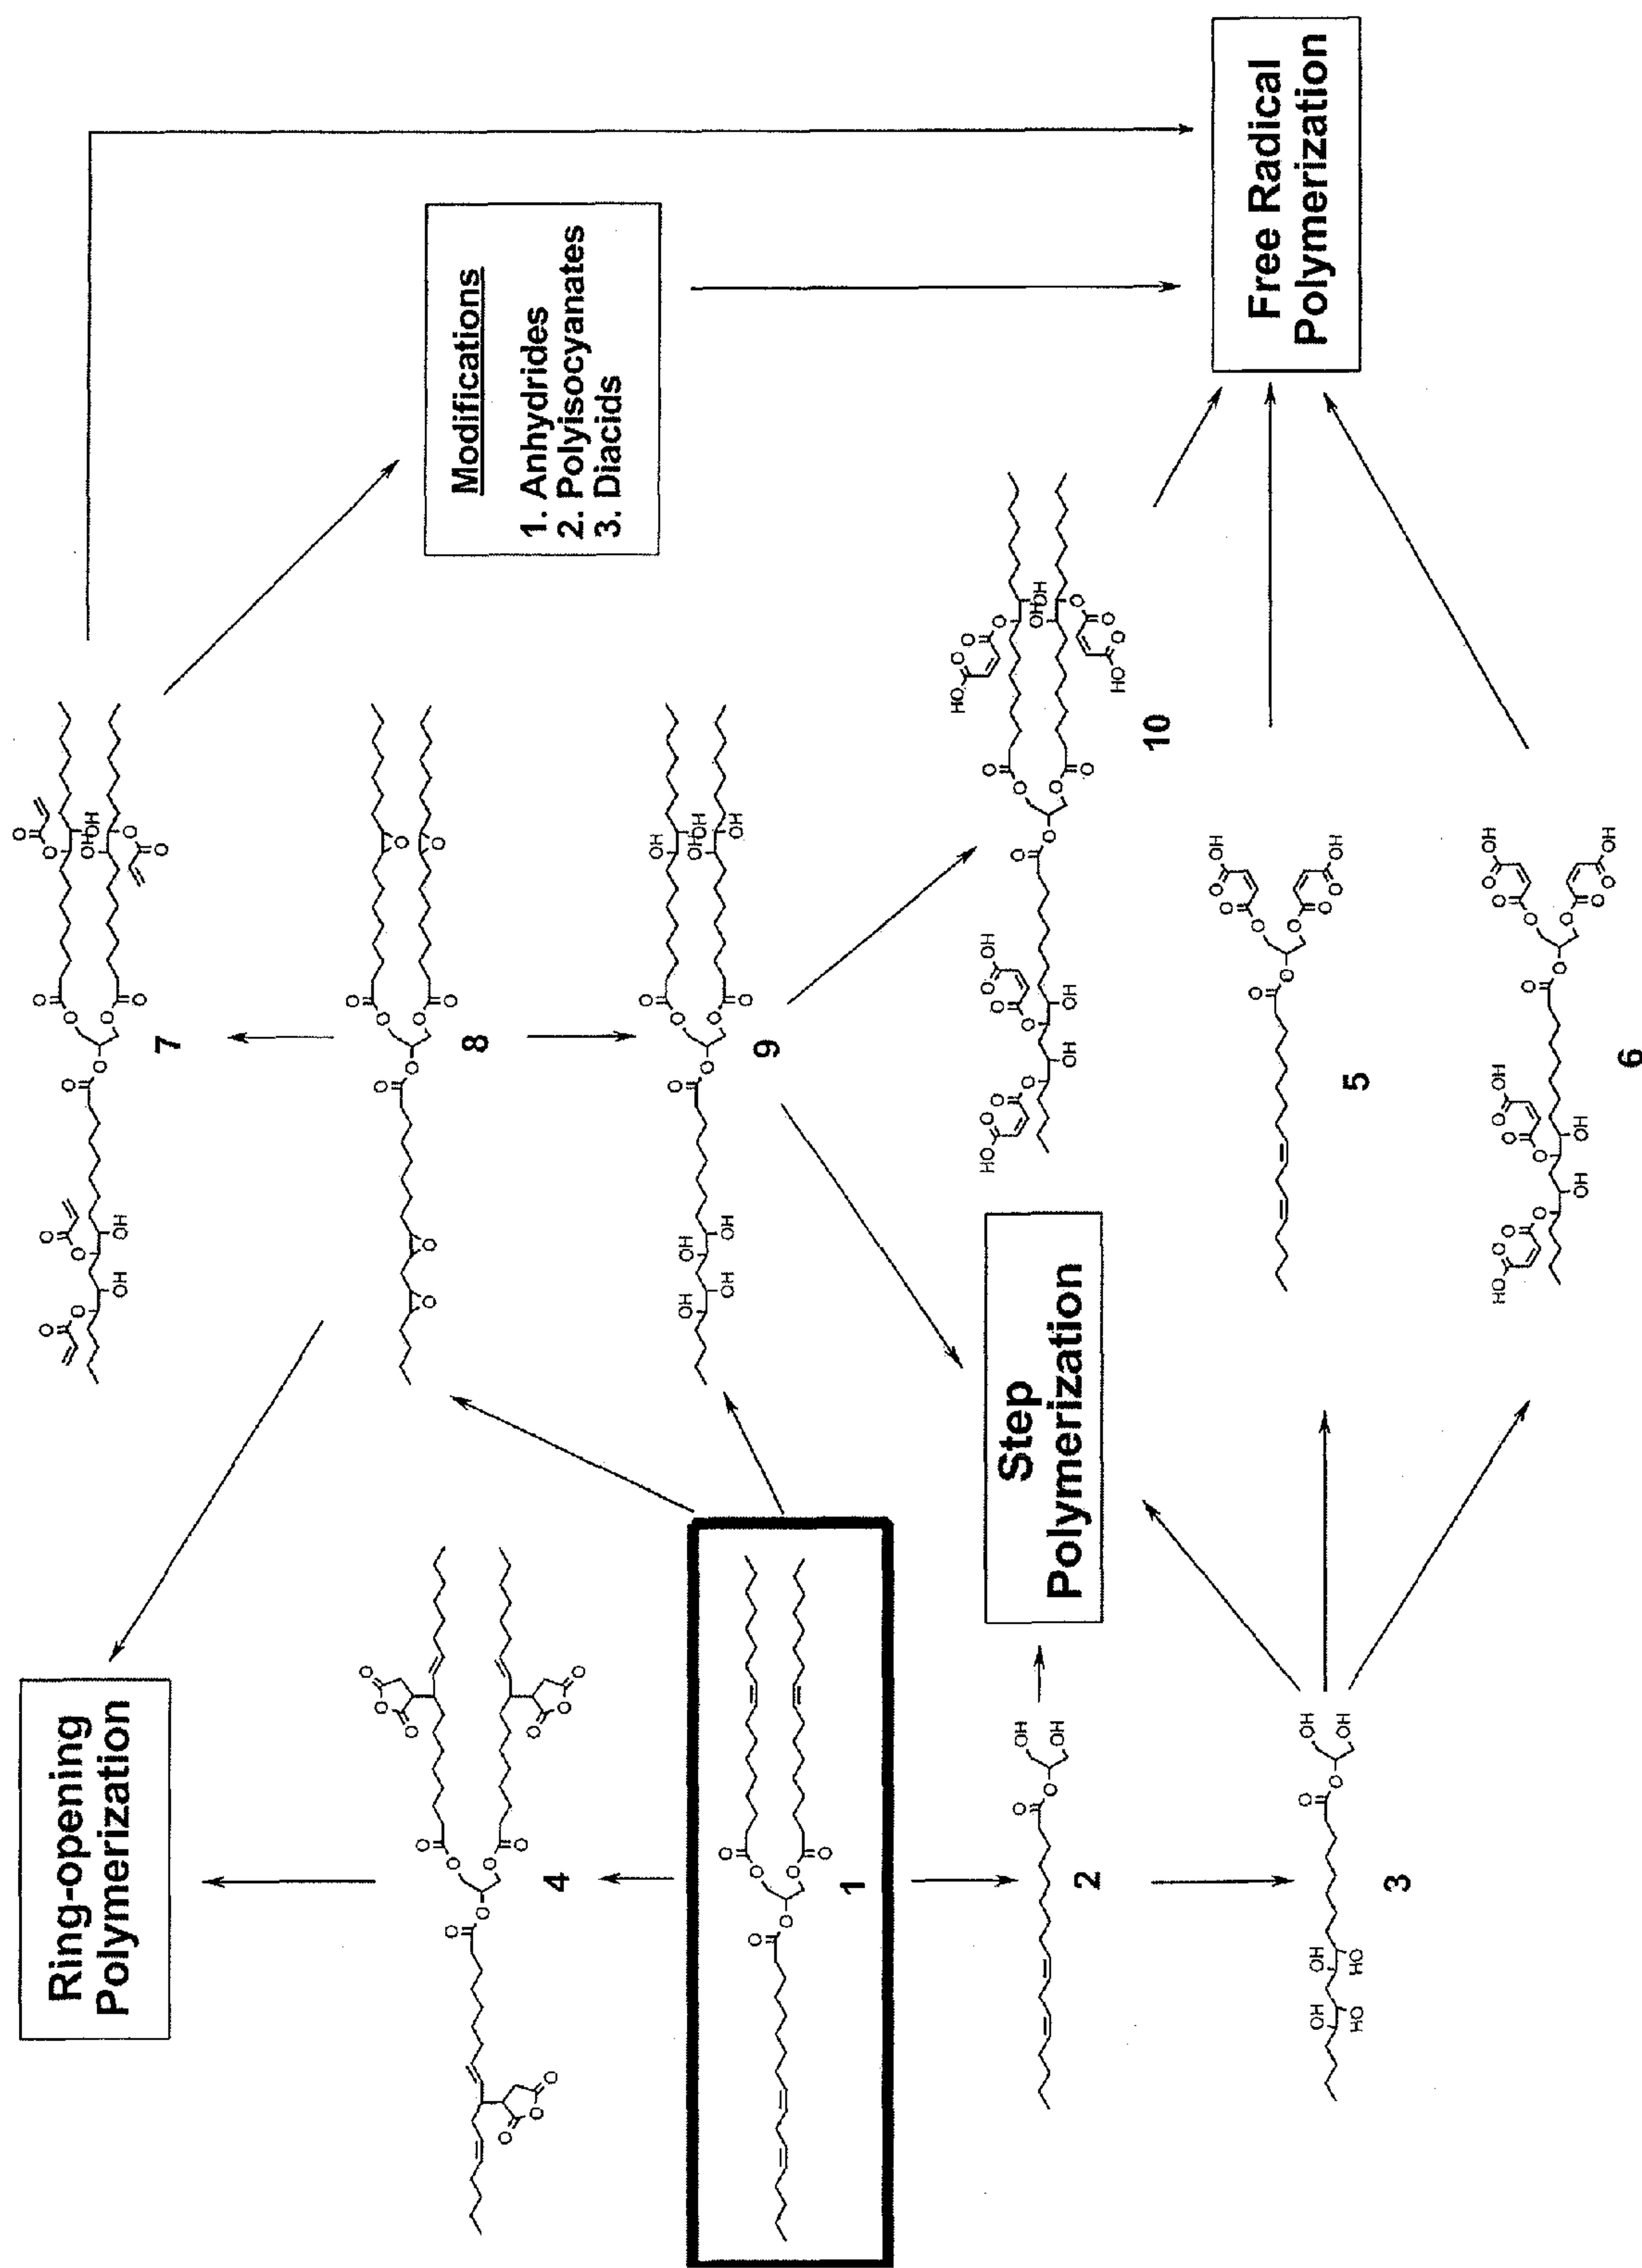 Ring-opening
Polymerization
7
Modifications
1. Anhydrides
2. Polyisocyanates
3. Diacids
8
4
9
1
Step
Polymerization
10
2
Free Radical
Polymerization
5
3
6